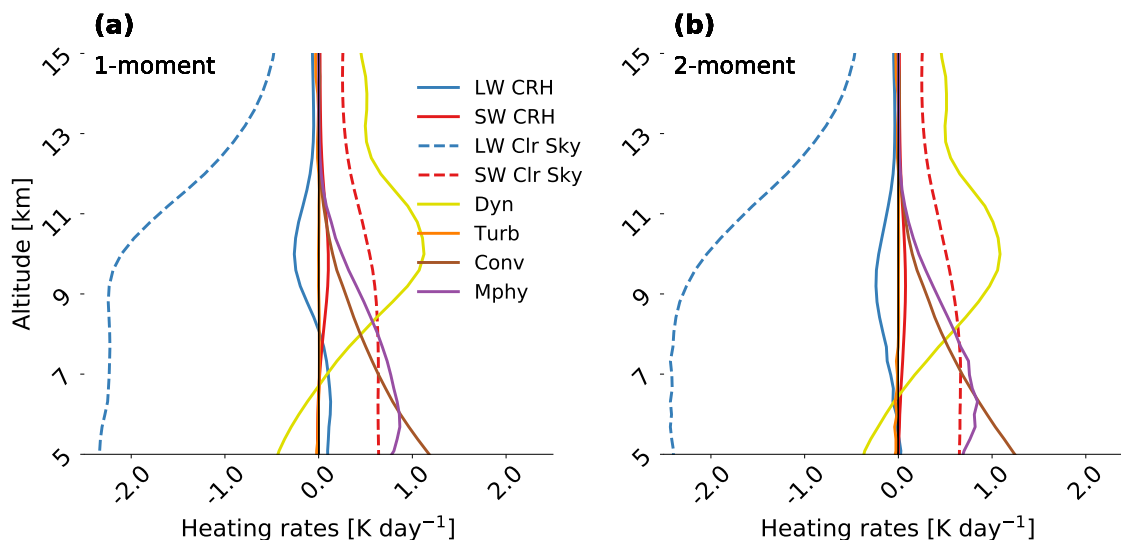 (a)
1-moment
15
13
11
9
7
5
Altitude [km]
-2.0
-1.0
0.0
1.0
2.0
Heating rates [K day⁻¹]
LW CRH
SW CRH
LW Clr Sky
SW Clr Sky
Dyn
Turb
Conv
Mphy
(b)
2-moment
15
13
11
9
7
5
-2.0
-1.0
0.0
1.0
2.0
Heating rates [K day⁻¹]